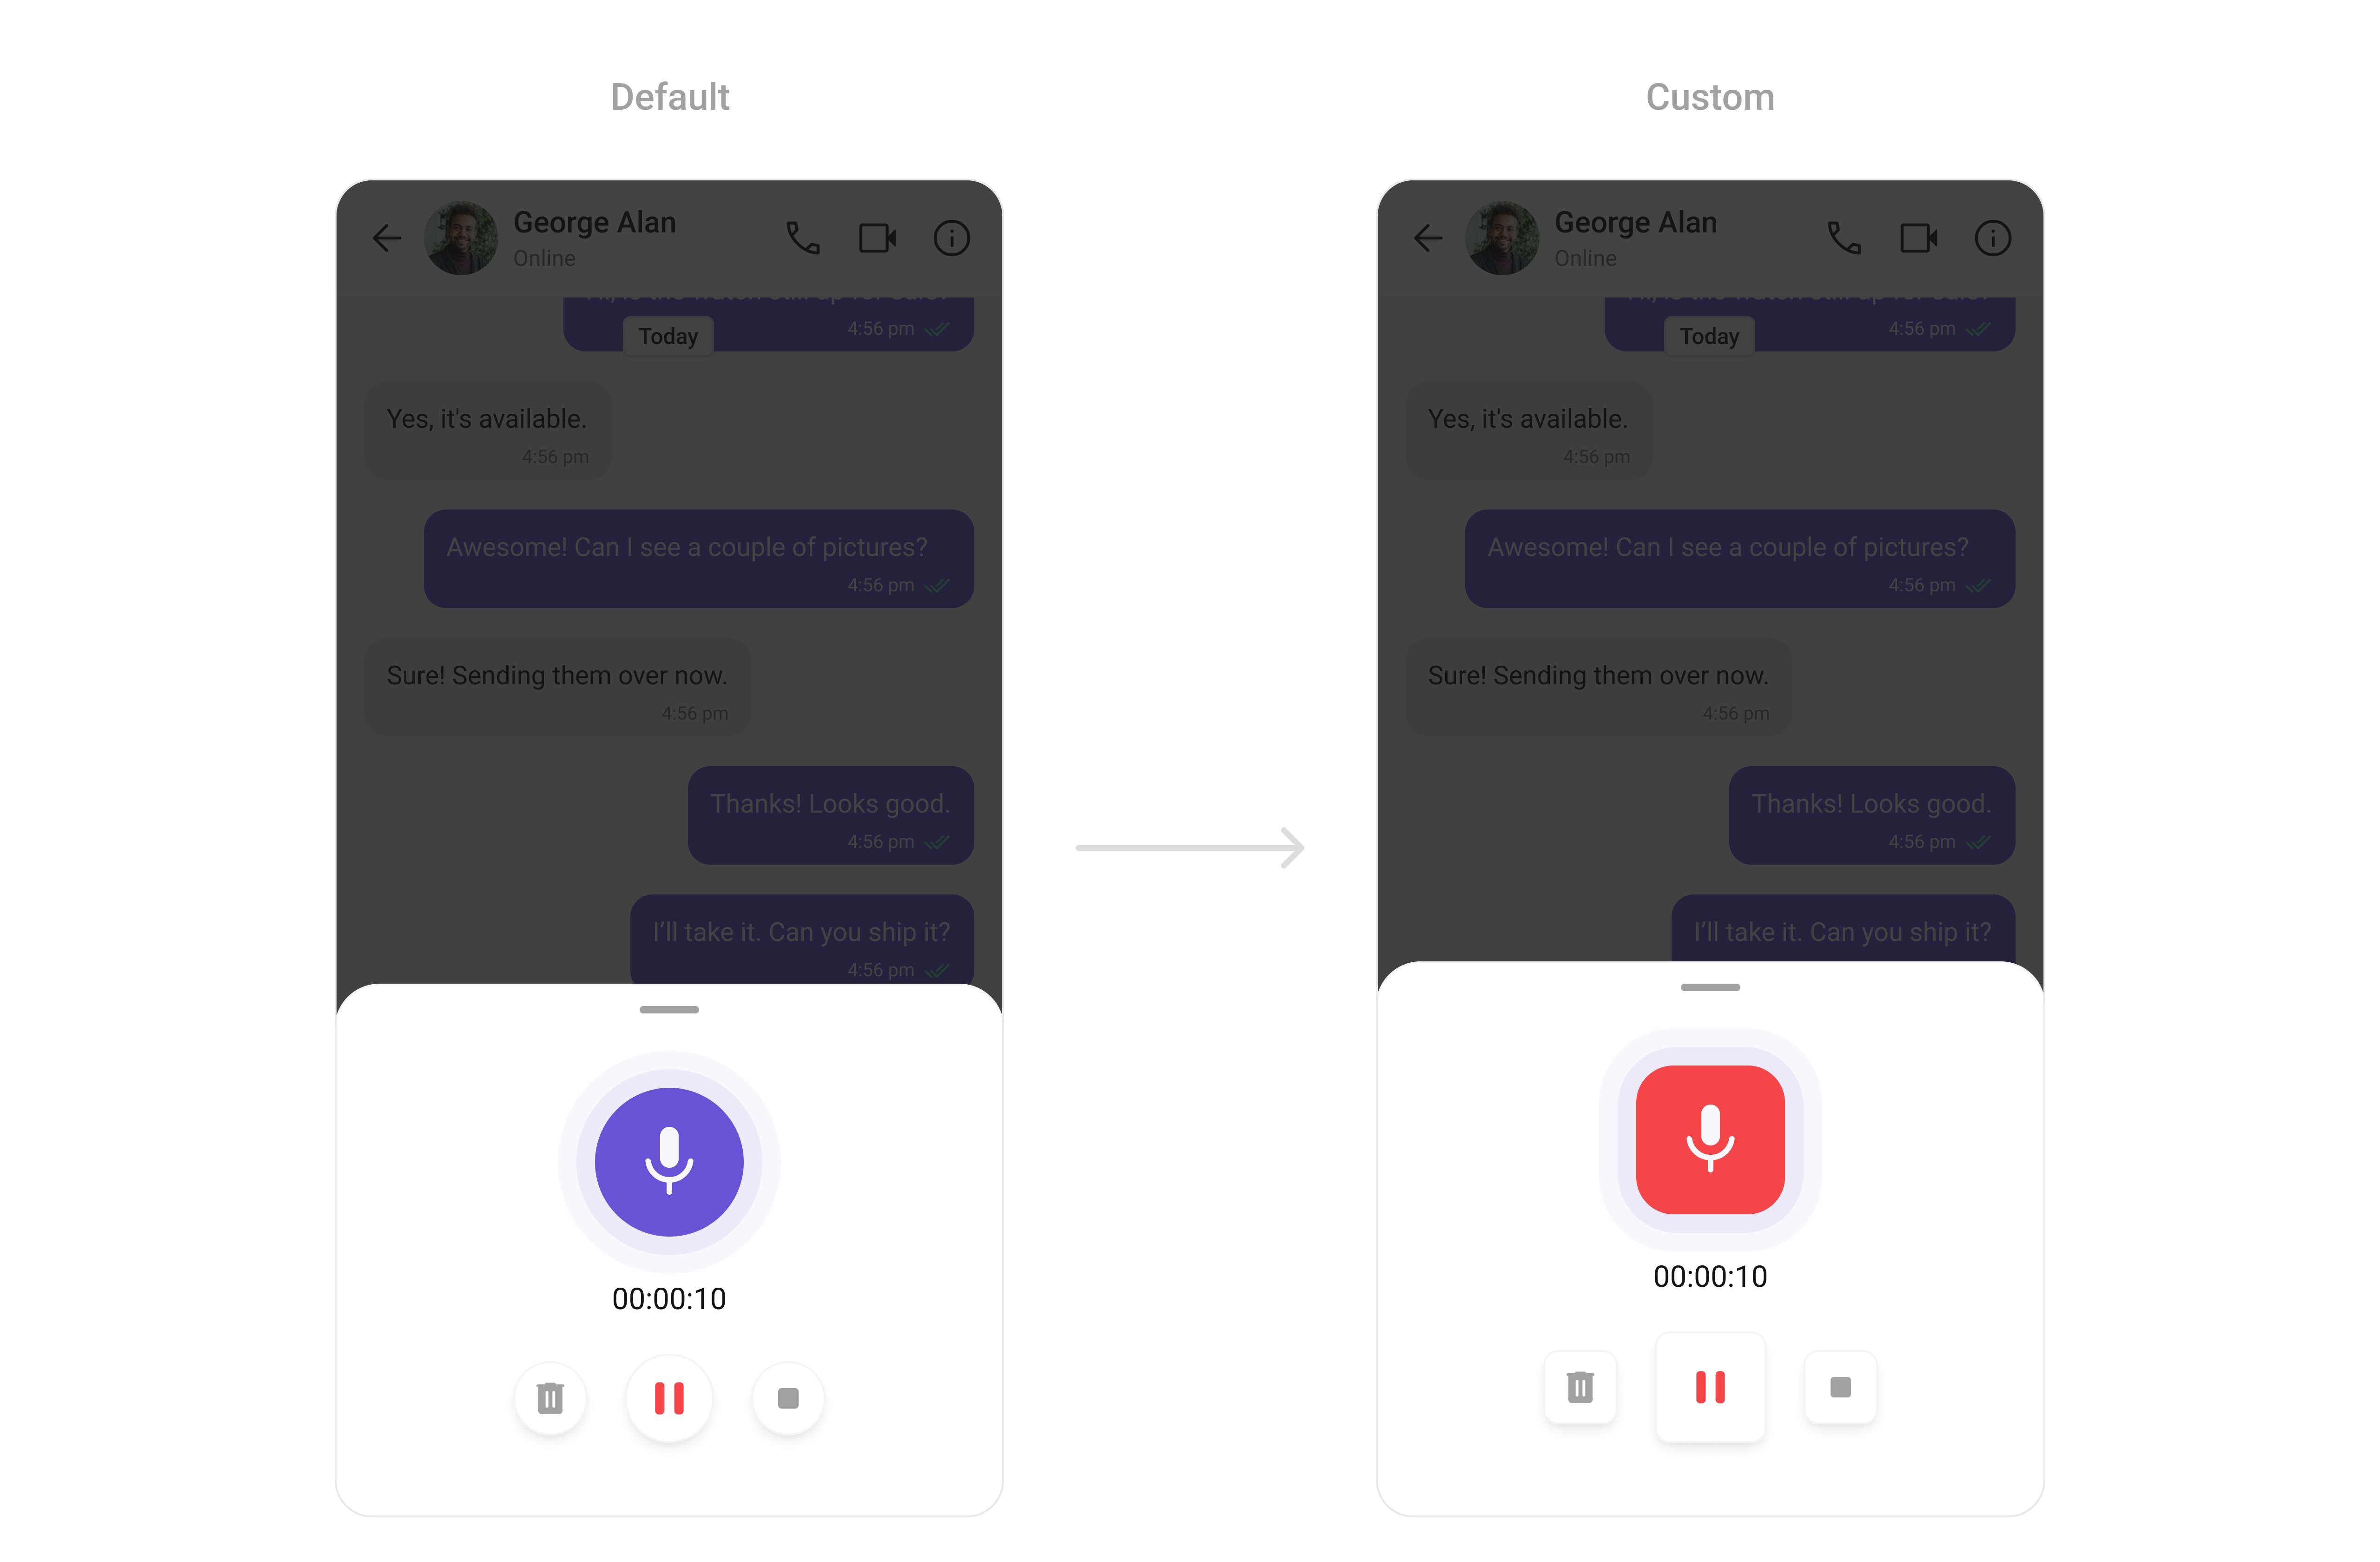 Default
George Alan
Online
4:56 pm
Today
Yes, it's available.
4:56 pm
Awesome! Can I see a couple of pictures?
4:56 pm
Sure! Sending them over now.
4:56 pm
Thanks! Looks good.
4:56 pm
I’ll take it. Can you ship it?
4:56 pm
00:00:10
Custom
George Alan
Online
4:56 pm
Today
Yes, it's available.
4:56 pm
Awesome! Can I see a couple of pictures?
4:56 pm
Sure! Sending them over now.
4:56 pm
Thanks! Looks good.
4:56 pm
I’ll take it. Can you ship it?
00:00:10